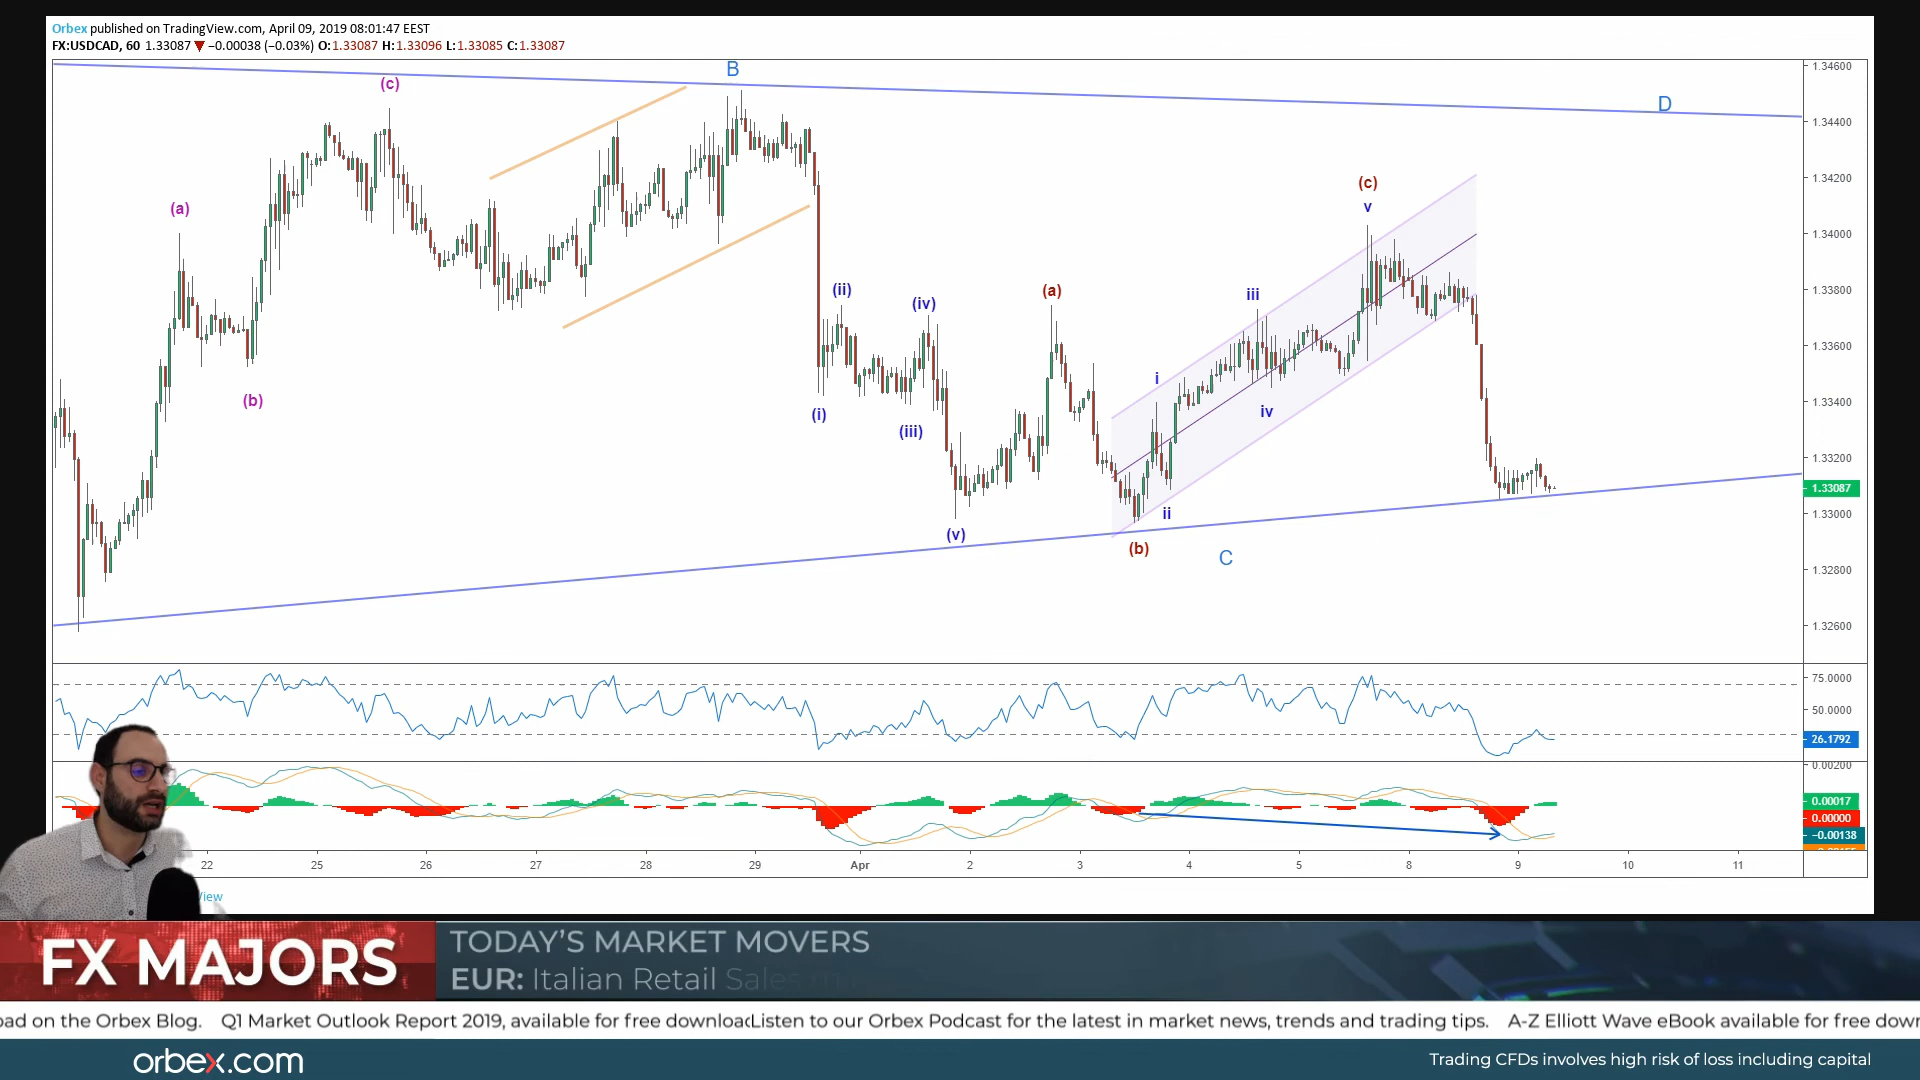 Orbex published on TradingView.com, April 09, 2019 08:01:47 EEST
FX:USDCAD, 60 1.33087 ▼ −0.00038 (−0.03%) O:1.33087 H:1.33096 L:1.33085 C:1.33087
1.34600
B
(c)
D
1.34400
(c)
1.34200
(a)
v
1.34000
(ii)
(a)
iii
1.33800
(iv)
1.33600
i
(b)
1.33400
(i)
iv
(iii)
1.33200
1.33087
ii
1.33000
(v)
(b)
C
1.32800
1.32600
75.0000
50.0000
26.1792
0.00200
0.00017
0.00000
−0.00138
22 25 26 27 28 29 Apr 2 3 4 5 8 9 10 11
View
FX MAJORS
TODAY'S MARKET MOVERS
EUR: Italian Retail Sales
oad on the Orbex Blog. Q1 Market Outlook Report 2019, available for free downloac Listen to our Orbex Podcast for the latest in market news, trends and trading tips. A-Z Elliott Wave eBook available for free down
orbex.com
Trading CFDs involves high risk of loss including capital